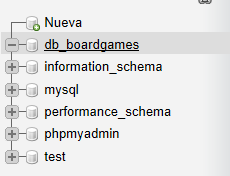 Nueva
db_boardgames
information_schema
mysql
performance_schema
phpmyadmin
test